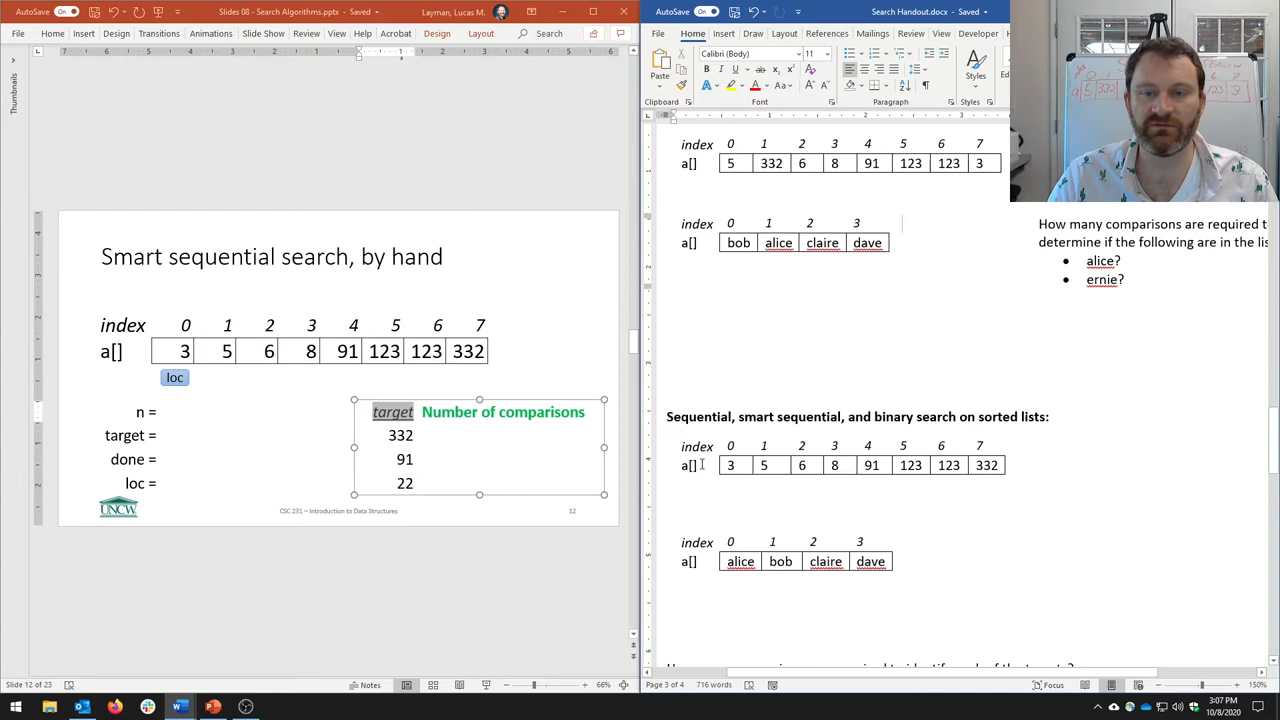 AutoSave On Slides 08 - Search Algorithms.pptx - Saved Layman, Lucas M.
File Home Insert Design Transitions Animations Slide Show Review View Help Acrobat Design Layout Search
Thumbnails
Smart sequential search, by hand
index 0 1 2 3 4 5 6 7
a[] 3 5 6 8 91 123 123 332
loc
n =
target =
done =
loc =
target Number of comparisons
332
91
22
UNCW
CSC 231 – Introduction to Data Structures
12
Slide 12 of 23 Notes 66%
AutoSave On Search Handout.docx - Saved
File Home Insert Draw Design Layout References Mailings Review View Developer
Paste
Calibri (Body) 11
Styles Editing
Clipboard Font Paragraph Styles
index 0 1 2 3 4 5 6 7
a[] 5 332 6 8 91 123 123 3
index 0 1 2 3
a[] bob alice claire dave
How many comparisons are required t
determine if the following are in the lis
• alice?
• ernie?
Sequential, smart sequential, and binary search on sorted lists:
index 0 1 2 3 4 5 6 7
a[] 3 5 6 8 91 123 123 332
index 0 1 2 3
a[] alice bob claire dave
Page 3 of 4 716 words Focus 150%
3:07 PM
10/8/2020